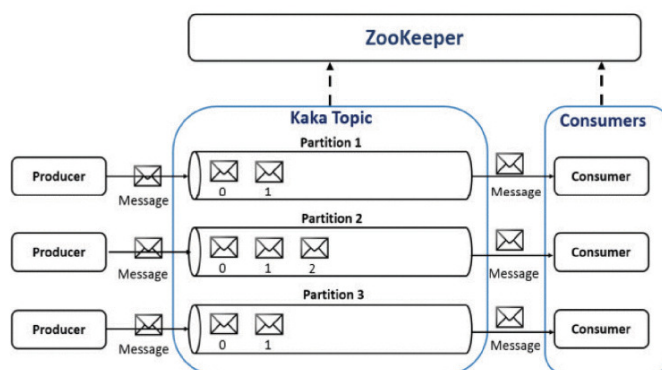 ZooKeeper
Kaka Topic
Consumers
Partition 1
Producer
Message
0 1
Message
Consumer
Partition 2
Producer
Message
0 1 2
Message
Consumer
Partition 3
Producer
Message
0 1
Message
Consumer